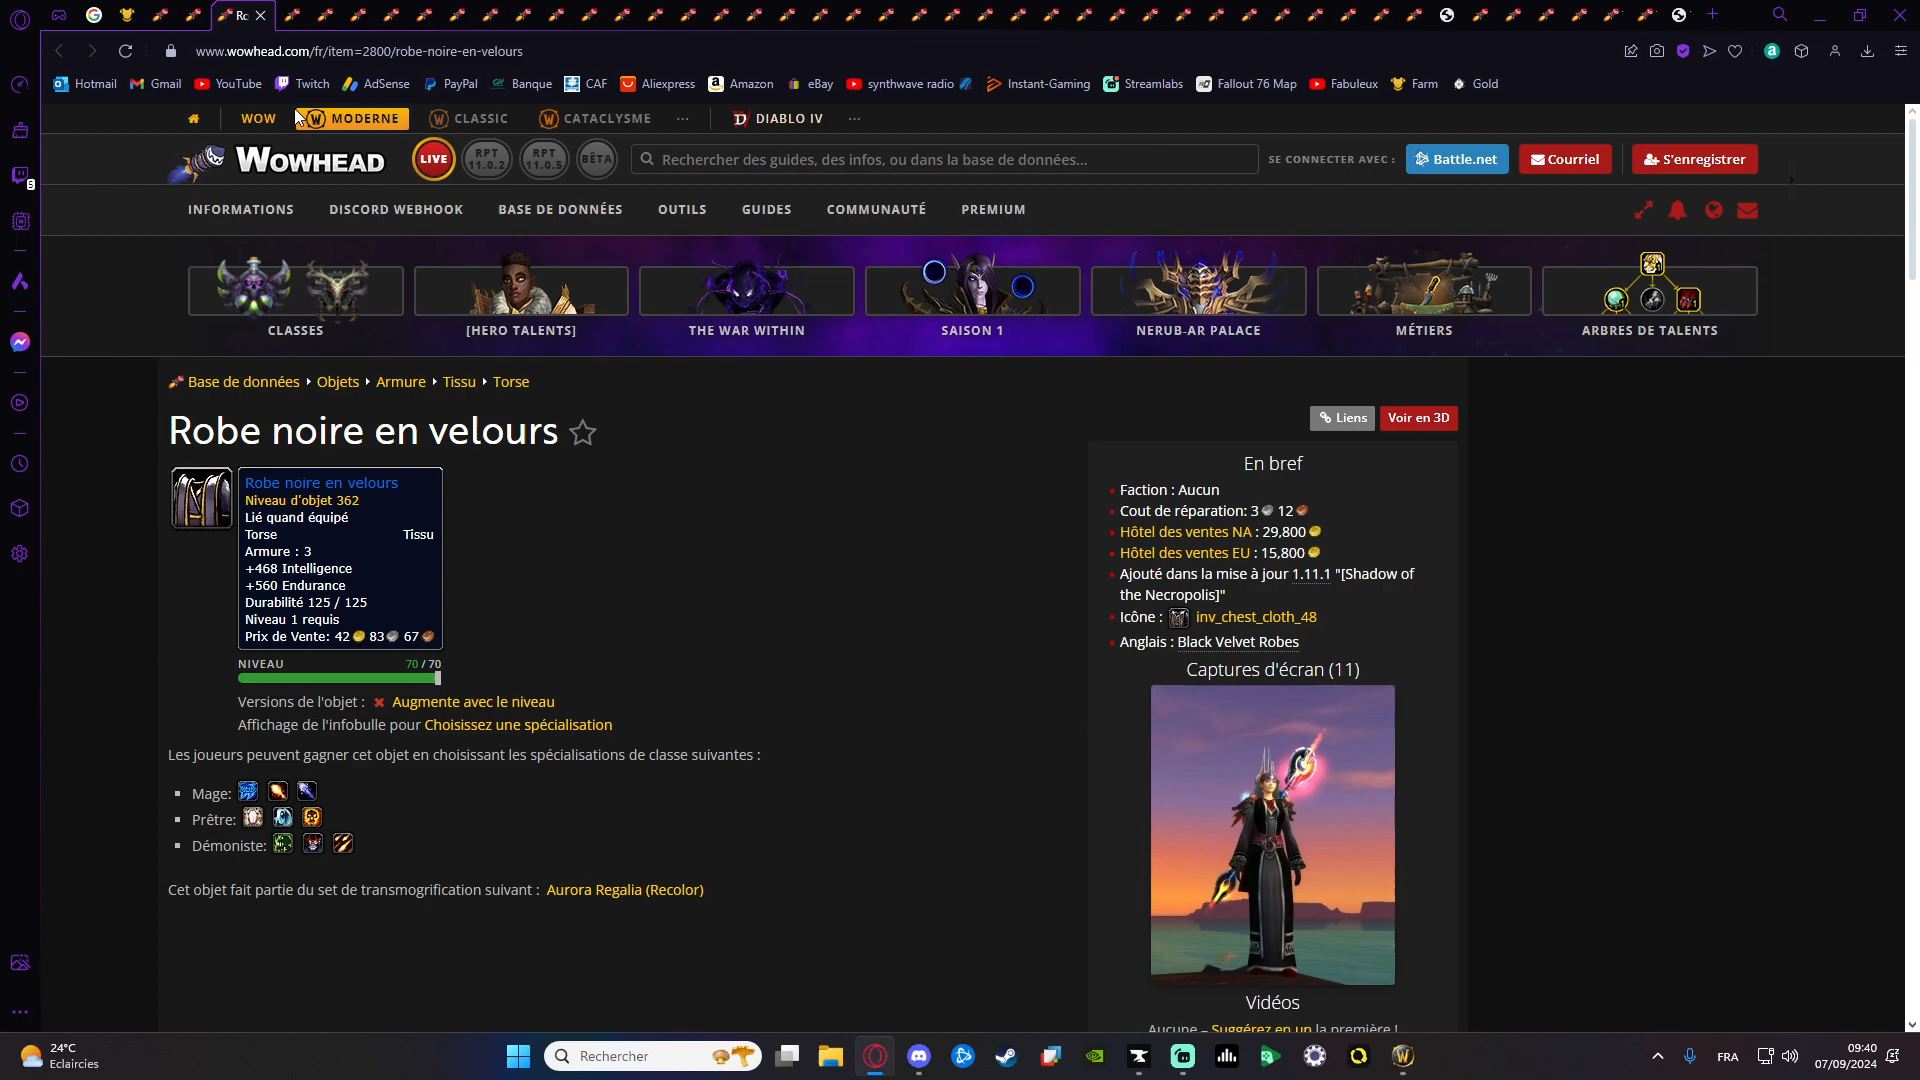 Ro
www.wowhead.com/fr/item=2800/robe-noire-en-velours
Hotmail Gmail YouTube Twitch AdSense PayPal Banque CAF Aliexpress Amazon eBay synthwave radio Instant-Gaming Streamlabs Fallout 76 Map Fabuleux Farm Gold
WOW MODERNE CLASSIC CATACLYSME ... DIABLO IV ...
WOWHEAD LIVE RPT 11.0.2 RPT 11.0.5 BÊTA Rechercher des guides, des infos, ou dans la base de données... SE CONNECTER AVEC : Battle.net Courriel S'enregistrer
5
INFORMATIONS DISCORD WEBHOOK BASE DE DONNÉES OUTILS GUIDES COMMUNAUTÉ PREMIUM
CLASSES [HERO TALENTS] THE WAR WITHIN SAISON 1 NERUB-AR PALACE MÉTIERS ARBRES DE TALENTS
Base de données Objets Armure Tissu Torse
Robe noire en velours
Liens Voir en 3D
Robe noire en velours
Niveau d'objet 362
Lié quand équipé
Torse Tissu
Armure : 3
+468 Intelligence
+560 Endurance
Durabilité 125 / 125
Niveau 1 requis
Prix de Vente: 42 83 67
NIVEAU 70 / 70
Versions de l'objet : Augmente avec le niveau
Affichage de l'infobulle pour Choisissez une spécialisation
Les joueurs peuvent gagner cet objet en choisissant les spécialisations de classe suivantes :
Mage:
Prêtre:
Démoniste:
Cet objet fait partie du set de transmogrification suivant : Aurora Regalia (Recolor)
En bref
Faction : Aucun
Cout de réparation: 3 12
Hôtel des ventes NA : 29,800
Hôtel des ventes EU : 15,800
Ajouté dans la mise à jour 1.11.1 "[Shadow of
the Necropolis]"
Icône : inv_chest_cloth_48
Anglais : Black Velvet Robes
Captures d'écran (11)
Vidéos
Aucune – Suggérez en un la première !
24°C
Eclaircies
Rechercher
FRA
09:40
07/09/2024